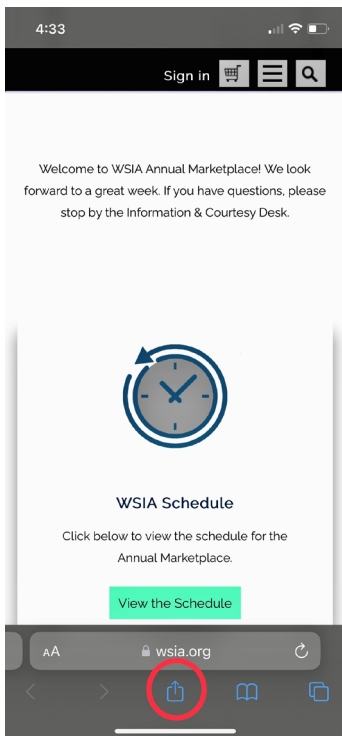 4:33
Sign in
Welcome to WSIA Annual Marketplace! We look
forward to a great week. If you have questions, please
stop by the Information & Courtesy Desk.
WSIA Schedule
Click below to view the schedule for the
Annual Marketplace.
View the Schedule
AA wsia.org